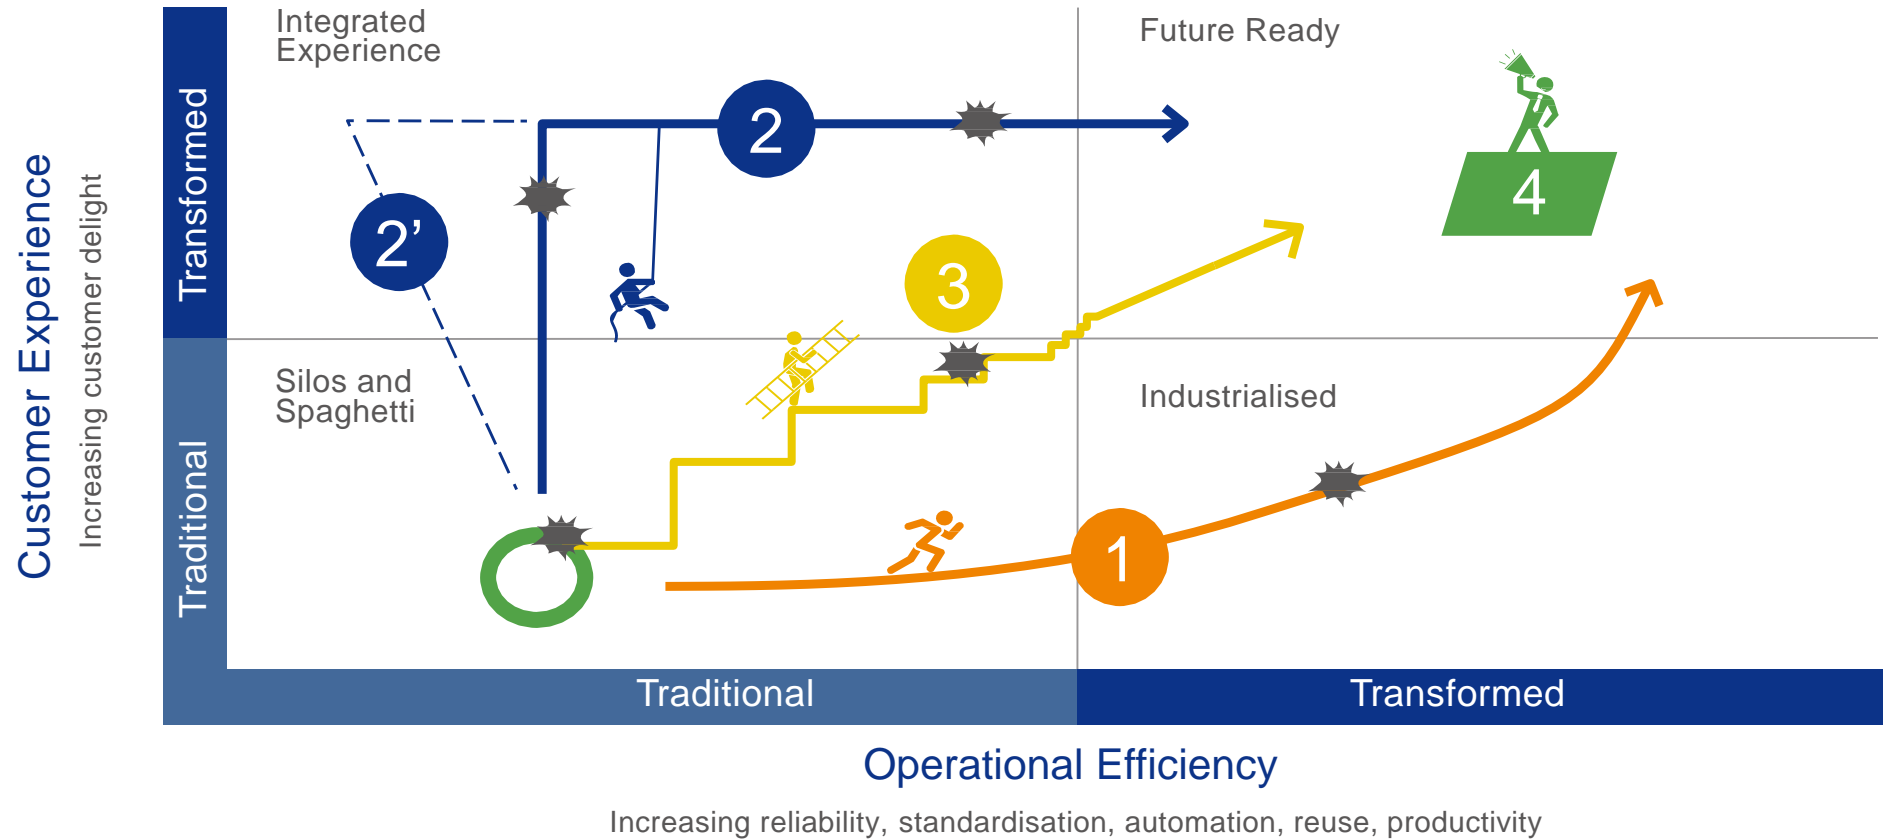 Customer Experience
Increasing customer delight
Transformed
Traditional
Integrated
Experience
Future Ready
2
2’
3
4
Silos and
Spaghetti
Industrialised
1
Traditional
Transformed
Operational Efficiency
Increasing reliability, standardisation, automation, reuse, productivity